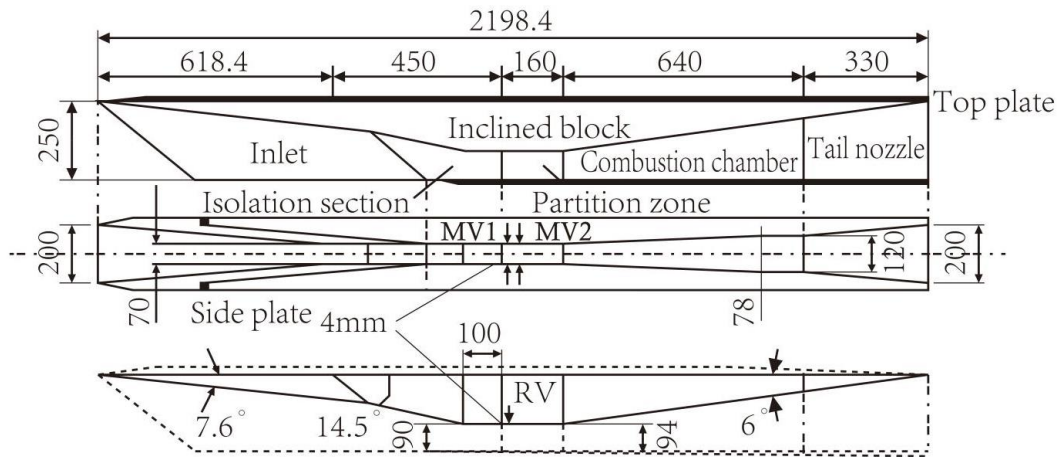 2198.4
618.4 450 160 640 330
Top plate
250
Inclined block
Inlet
Combustion chamber
Tail nozzle
Isolation section
Partition zone
MV1 MV2
200
70
120
200
78
Side plate
4mm
100
RV
7.6°
14.5°
90
94
6°